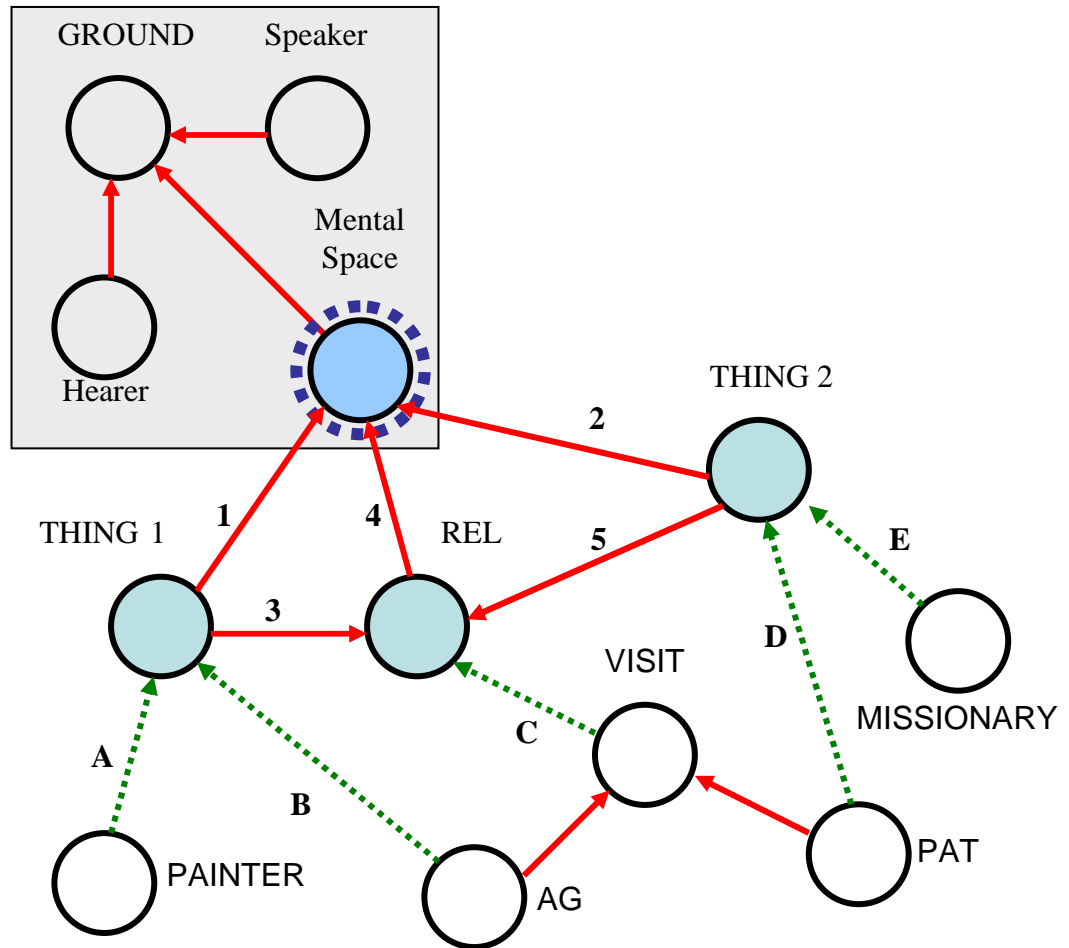 GROUND
Speaker
Mental
Space
Hearer
THING 2
2
1
4
THING 1
REL
5
E
3
D
VISIT
MISSIONARY
C
A
B
PAINTER
PAT
AG